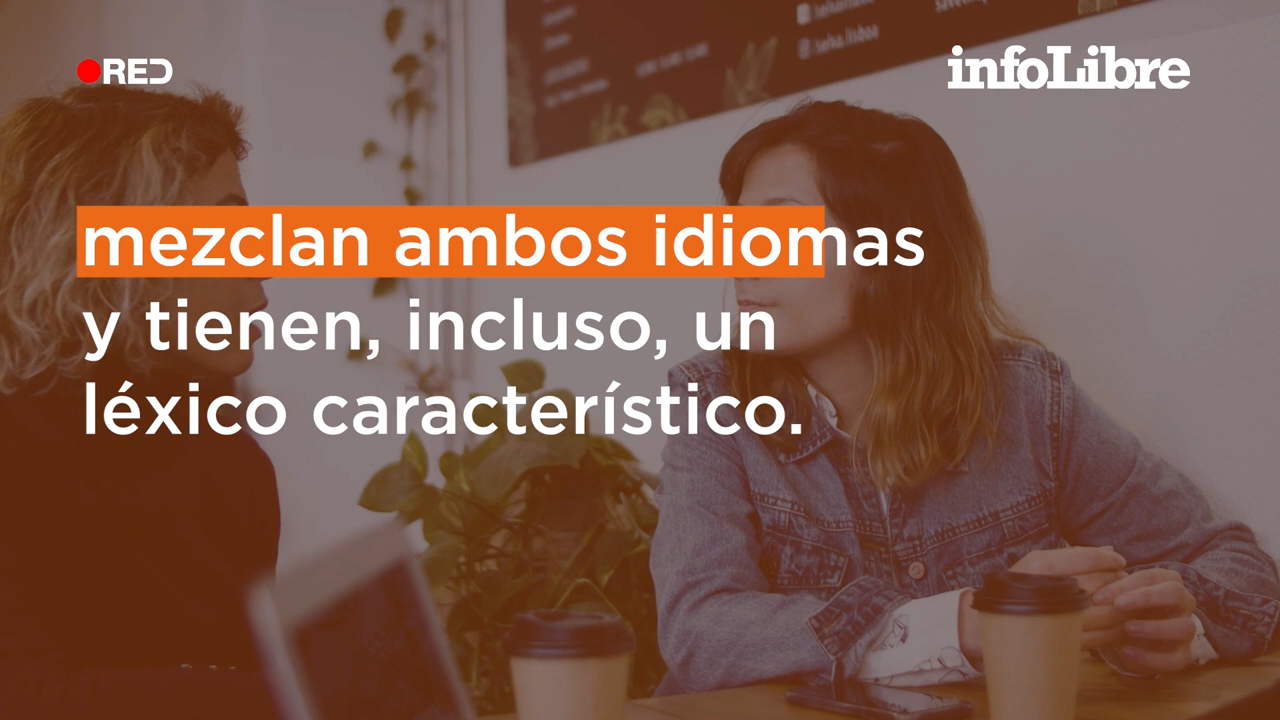 RED
infoLibre
mezclan ambos idiomas
y tienen, incluso, un
léxico característico.